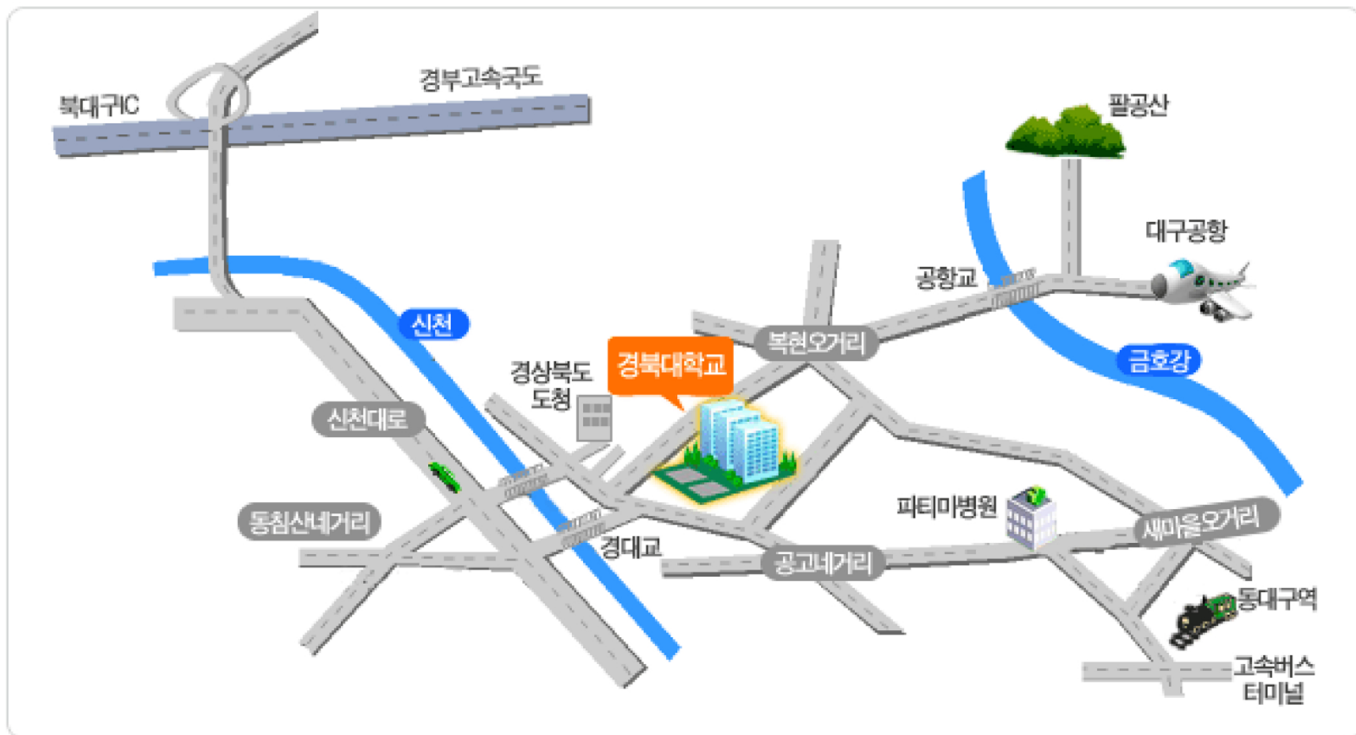 경부고속국도
북대구IC
팔공산
대구공항
공항교
신천
복현오거리
경북대학교
금호강
경상북도
도청
신천대로
파티마병원
동침산네거리
새마을오거리
경대교
공고네거리
동대구역
고속버스
터미널